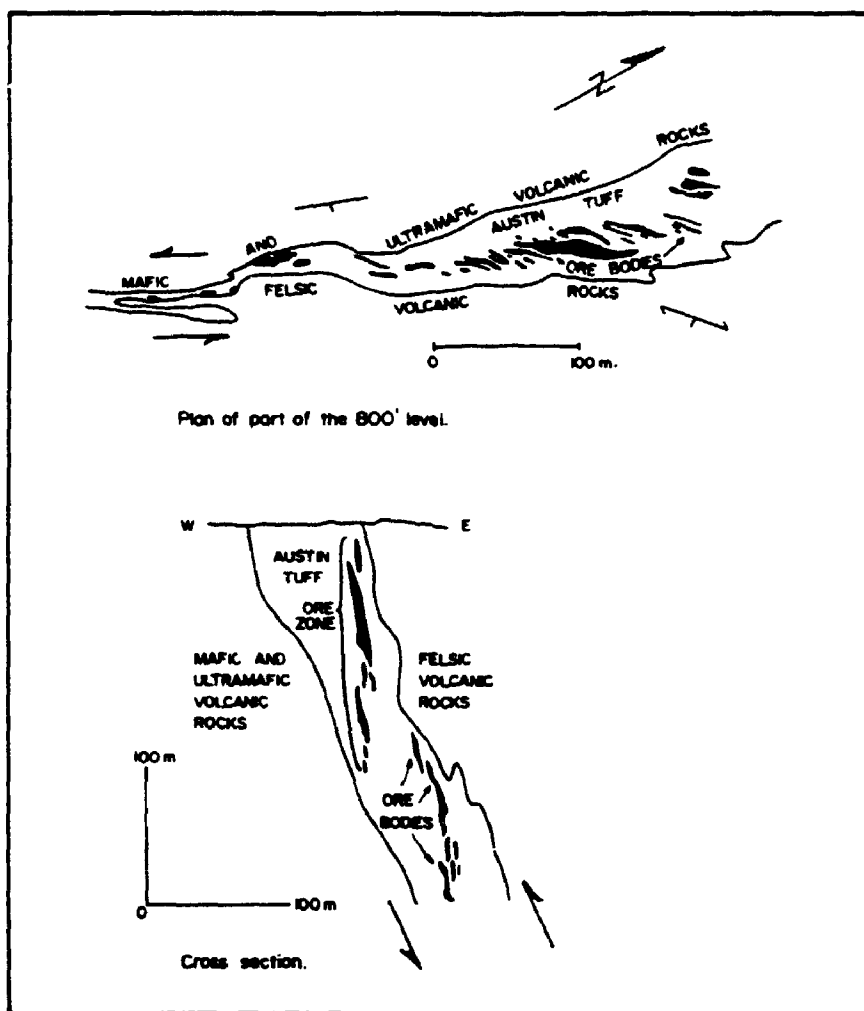 N
MAFIC AND ULTRAMAFIC VOLCANIC ROCKS
AUSTIN TUFF
ORE BODIES
FELSIC VOLCANIC ROCKS
0 100 m.
Plan of part of the 800' level.
W E
AUSTIN
TUFF
ORE
ZONE
MAFIC AND
ULTRAMAFIC
VOLCANIC
ROCKS
FELSIC
VOLCANIC
ROCKS
100 m
ORE
BODIES
0 100 m
Cross section.